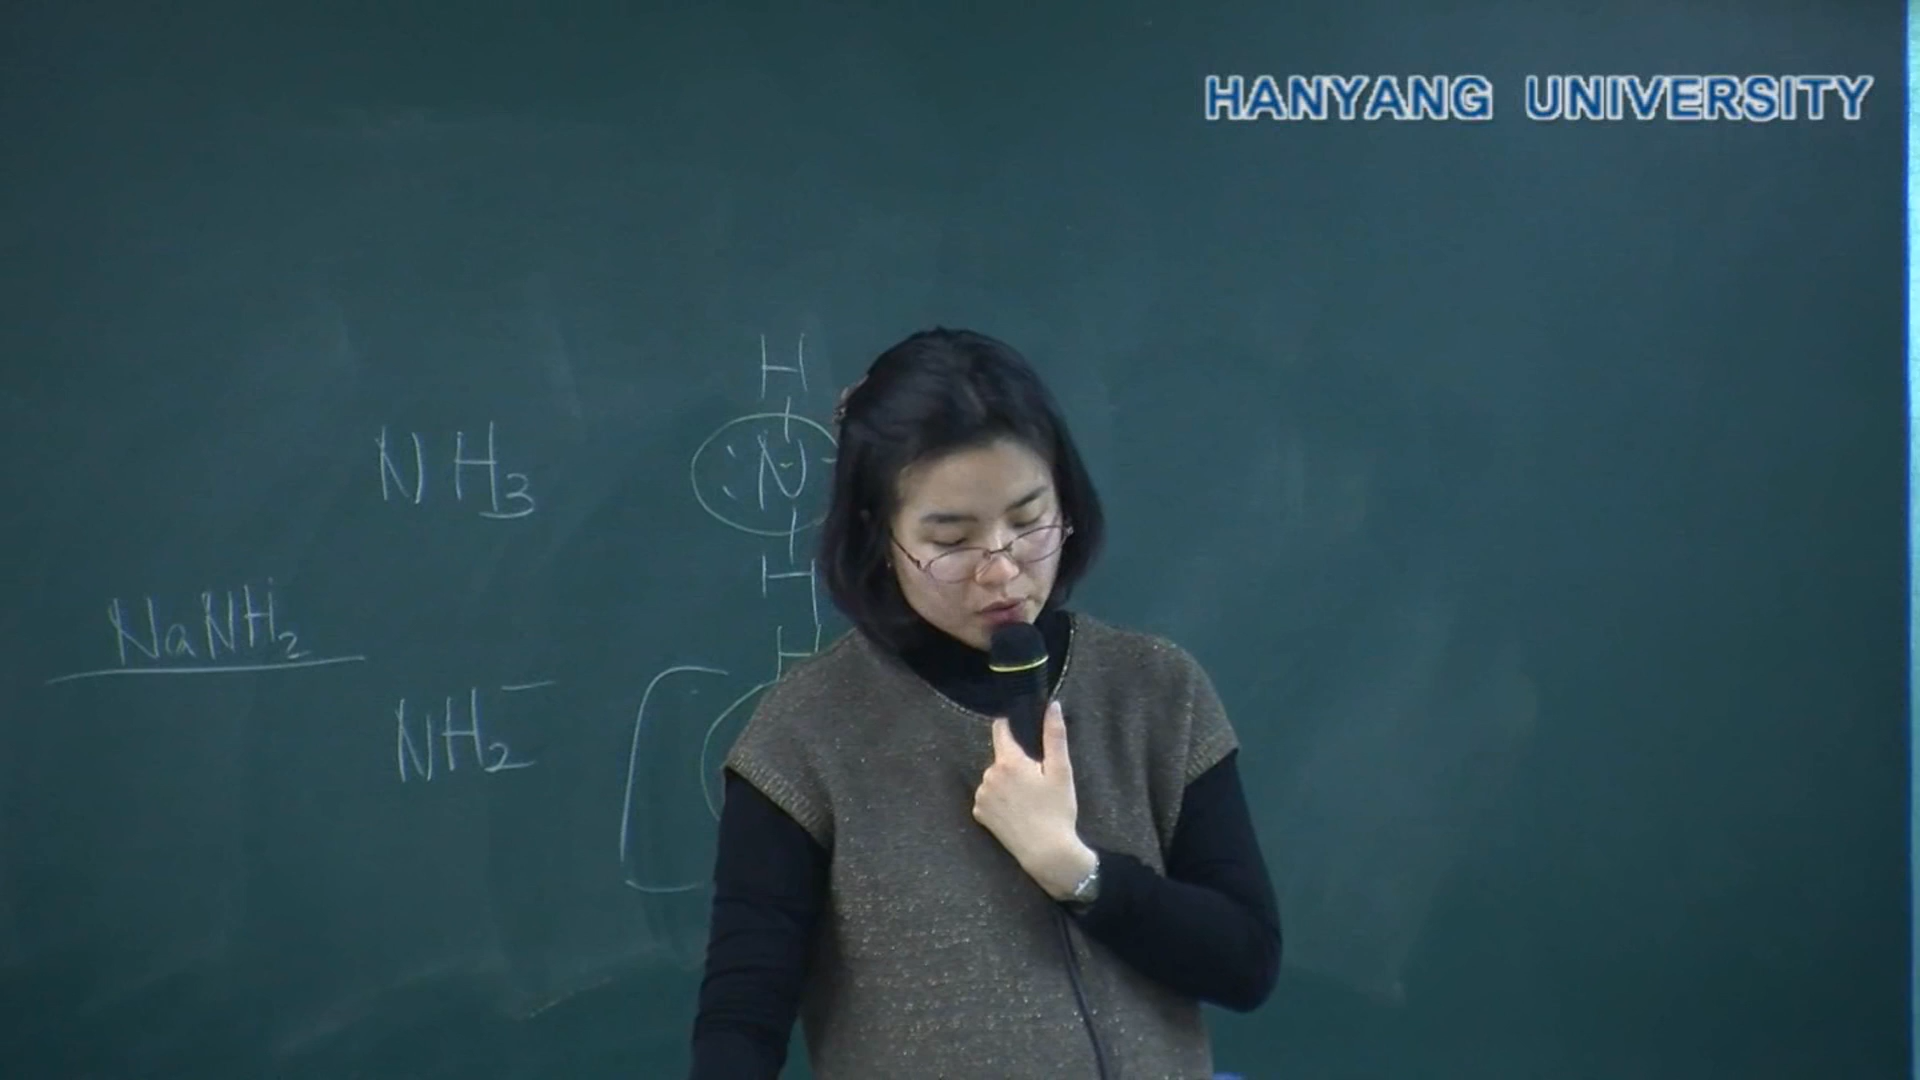 HANYANG UNIVERSITY
H
NH₃ :N-
H
NaNH₂
H
NH₂⁻